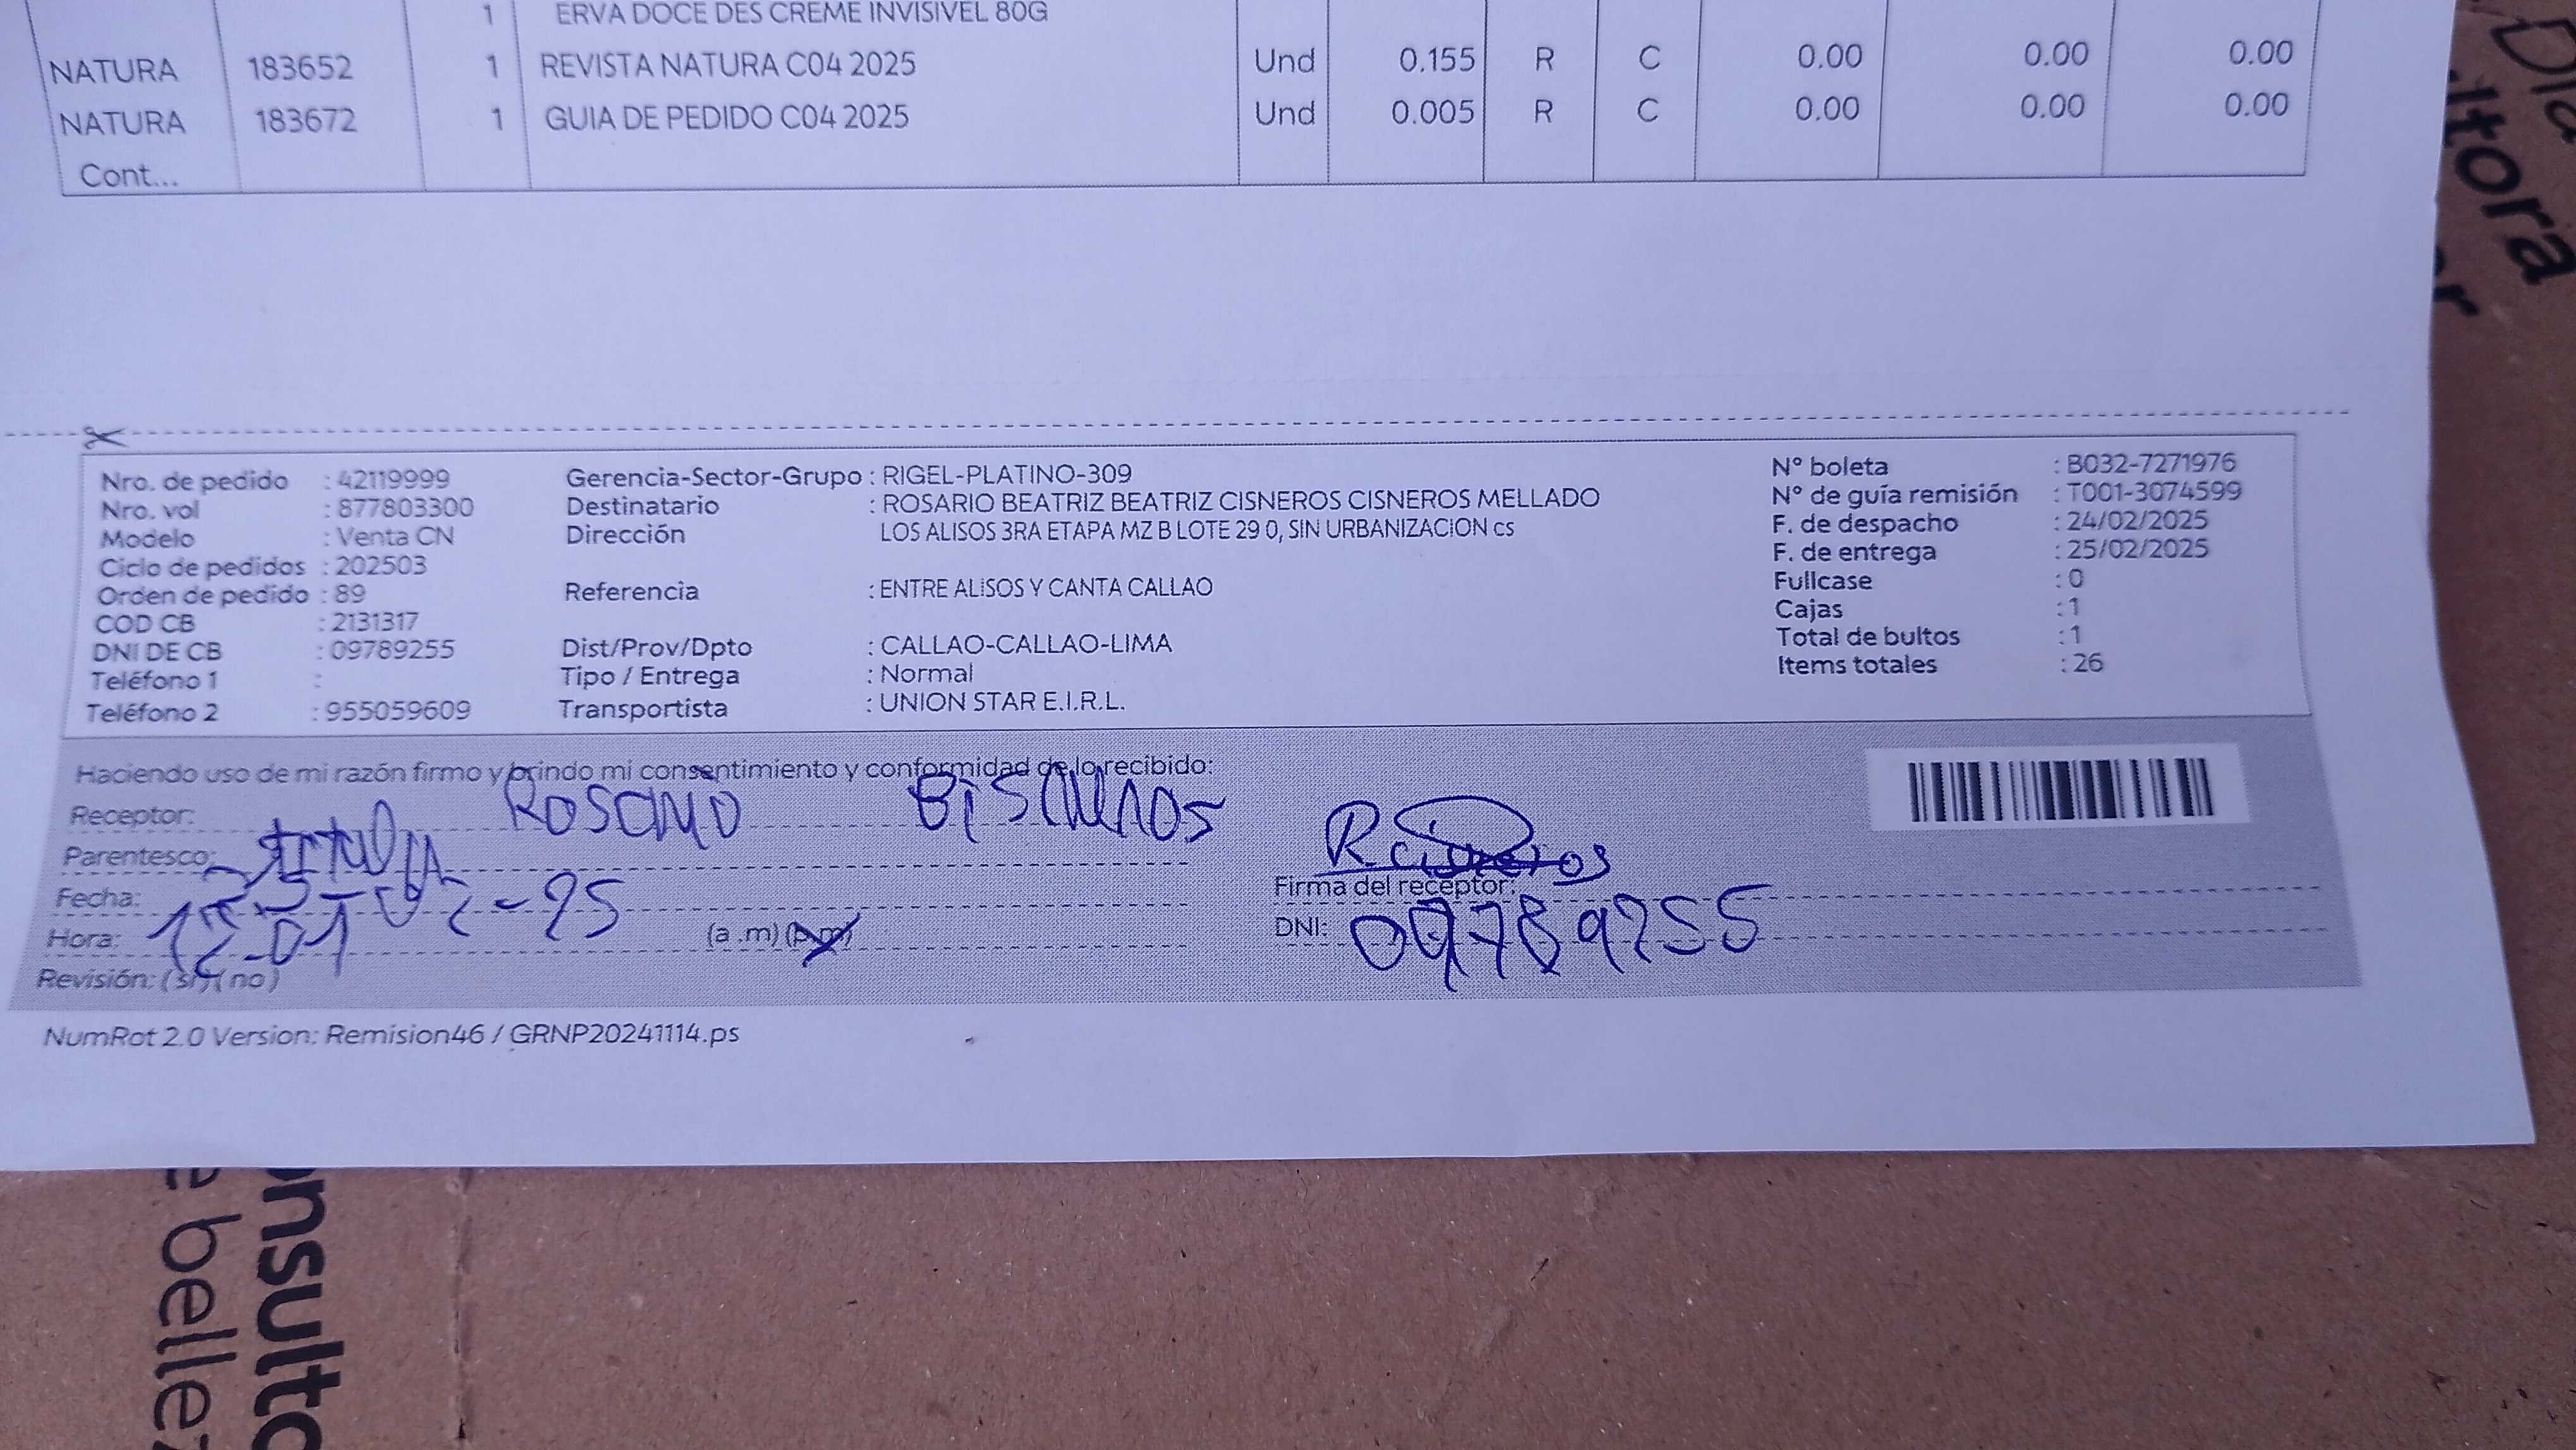 1 ERVA DOCE DES CREME INVISIVEL 80G
NATURA 183652 1 REVISTA NATURA C04 2025 Und 0.155 R C 0.00 0.00 0.00
NATURA 183672 1 GUIA DE PEDIDO C04 2025 Und 0.005 R C 0.00 0.00 0.00
Cont...
Nro. de pedido : 42119999
Nro. vol : 877803300
Modelo : Venta CN
Ciclo de pedidos : 202503
Orden de pedido : 89
COD CB : 2131317
DNI DE CB : 09789255
Teléfono 1 :
Teléfono 2 : 955059609
Gerencia-Sector-Grupo : RIGEL-PLATINO-309
Destinatario : ROSARIO BEATRIZ BEATRIZ CISNEROS CISNEROS MELLADO
Dirección LOS ALISOS 3RA ETAPA MZ B LOTE 29 0, SIN URBANIZACION cs
Referencia : ENTRE ALISOS Y CANTA CALLAO
Dist/Prov/Dpto : CALLAO-CALLAO-LIMA
Tipo / Entrega : Normal
Transportista : UNION STAR E.I.R.L.
N° boleta : B032-7271976
N° de guía remisión : T001-3074599
F. de despacho : 24/02/2025
F. de entrega : 25/02/2025
Fullcase : 0
Cajas : 1
Total de bultos : 1
Items totales : 26
Haciendo uso de mi razón firmo y brindo mi consentimiento y conformidad de lo recibido:
Receptor: Rosario
Parentesco:
Fecha:
Hora: 12-01 (a .m) (p.m)
Revisión: (si) (no)
R. Cisneros
Firma del receptor:
DNI: 09789255
NumRot 2.0 Version: Remision46 / GRNP20241114.ps
onsulto
e bellez
ltora